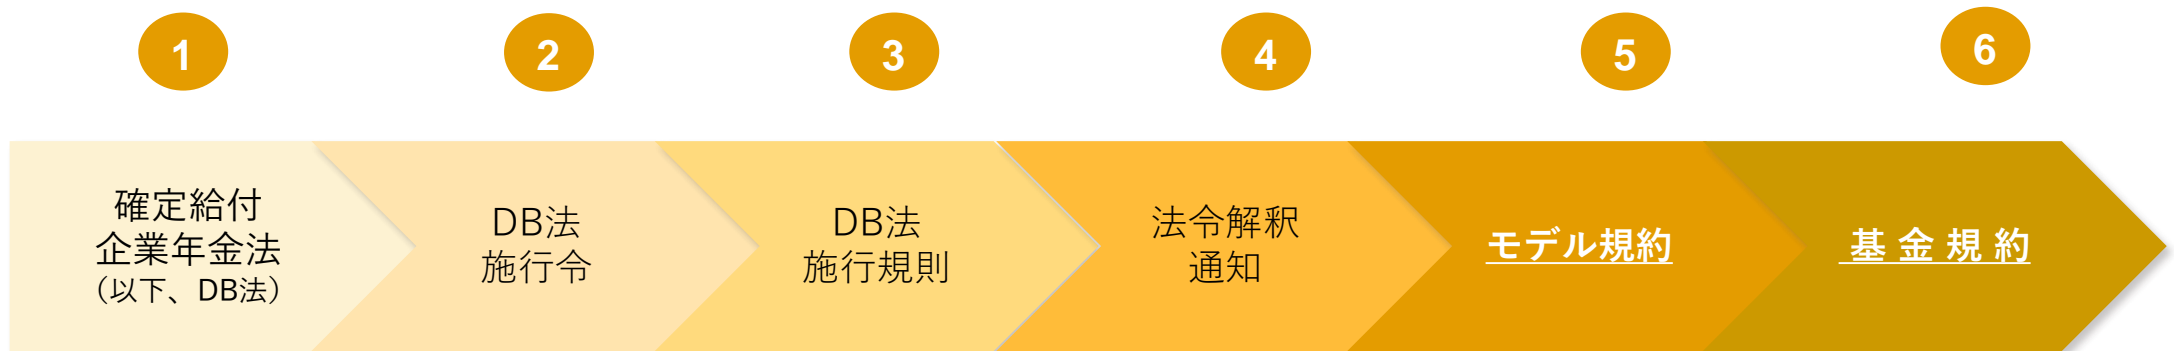 1
2
3
4
5
6
確定給付
企業年金法
（以下、DB法）
DB法
施行令
DB法
施行規則
法令解釈
通知
モデル規約
基 金 規 約